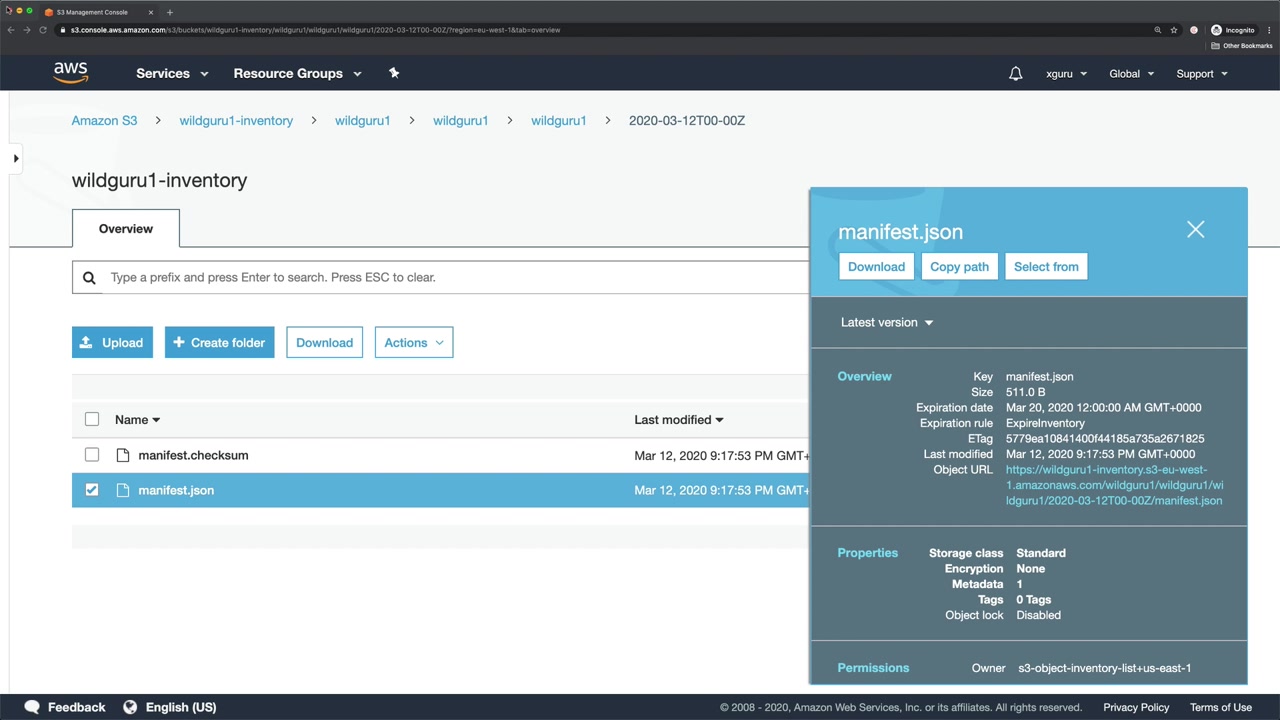 S3 Management Console
s3.console.aws.amazon.com/s3/buckets/wildguru1-inventory/wildguru1/wildguru1/wildguru1/2020-03-12T00-00Z/?region=eu-west-1&tab=overview
Incognito
Other Bookmarks
aws
Services
Resource Groups
xguru
Global
Support
Amazon S3 > wildguru1-inventory > wildguru1 > wildguru1 > wildguru1 > 2020-03-12T00-00Z
wildguru1-inventory
Overview
Type a prefix and press Enter to search. Press ESC to clear.
Upload
Create folder
Download
Actions
Name
Last modified
manifest.checksum
Mar 12, 2020 9:17:53 PM GMT+
manifest.json
Mar 12, 2020 9:17:53 PM GMT+
manifest.json
Download
Copy path
Select from
Latest version
Overview
Key manifest.json
Size 511.0 B
Expiration date Mar 20, 2020 12:00:00 AM GMT+0000
Expiration rule ExpireInventory
ETag 5779ea10841400f44185a735a2671825
Last modified Mar 12, 2020 9:17:53 PM GMT+0000
Object URL https://wildguru1-inventory.s3-eu-west-
1.amazonaws.com/wildguru1/wildguru1/wi
ldguru1/2020-03-12T00-00Z/manifest.json
Properties
Storage class Standard
Encryption None
Metadata 1
Tags 0 Tags
Object lock Disabled
Permissions
Owner s3-object-inventory-list+us-east-1
Feedback
English (US)
© 2008 - 2020, Amazon Web Services, Inc. or its affiliates. All rights reserved.
Privacy Policy
Terms of Use